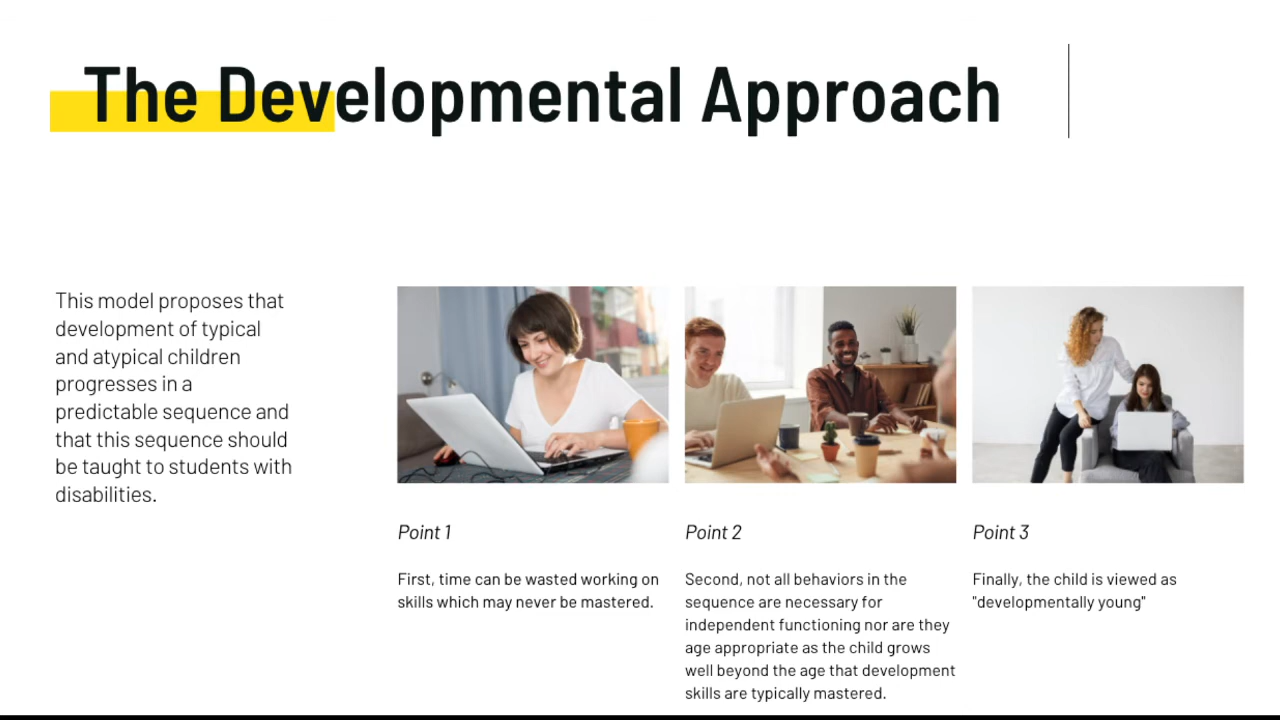 The Developmental Approach
This model proposes that
development of typical
and atypical children
progresses in a
predictable sequence and
that this sequence should
be taught to students with
disabilities.
Point 1
First, time can be wasted working on
skills which may never be mastered.
Point 2
Second, not all behaviors in the
sequence are necessary for
independent functioning nor are they
age appropriate as the child grows
well beyond the age that development
skills are typically mastered.
Point 3
Finally, the child is viewed as
"developmentally young"